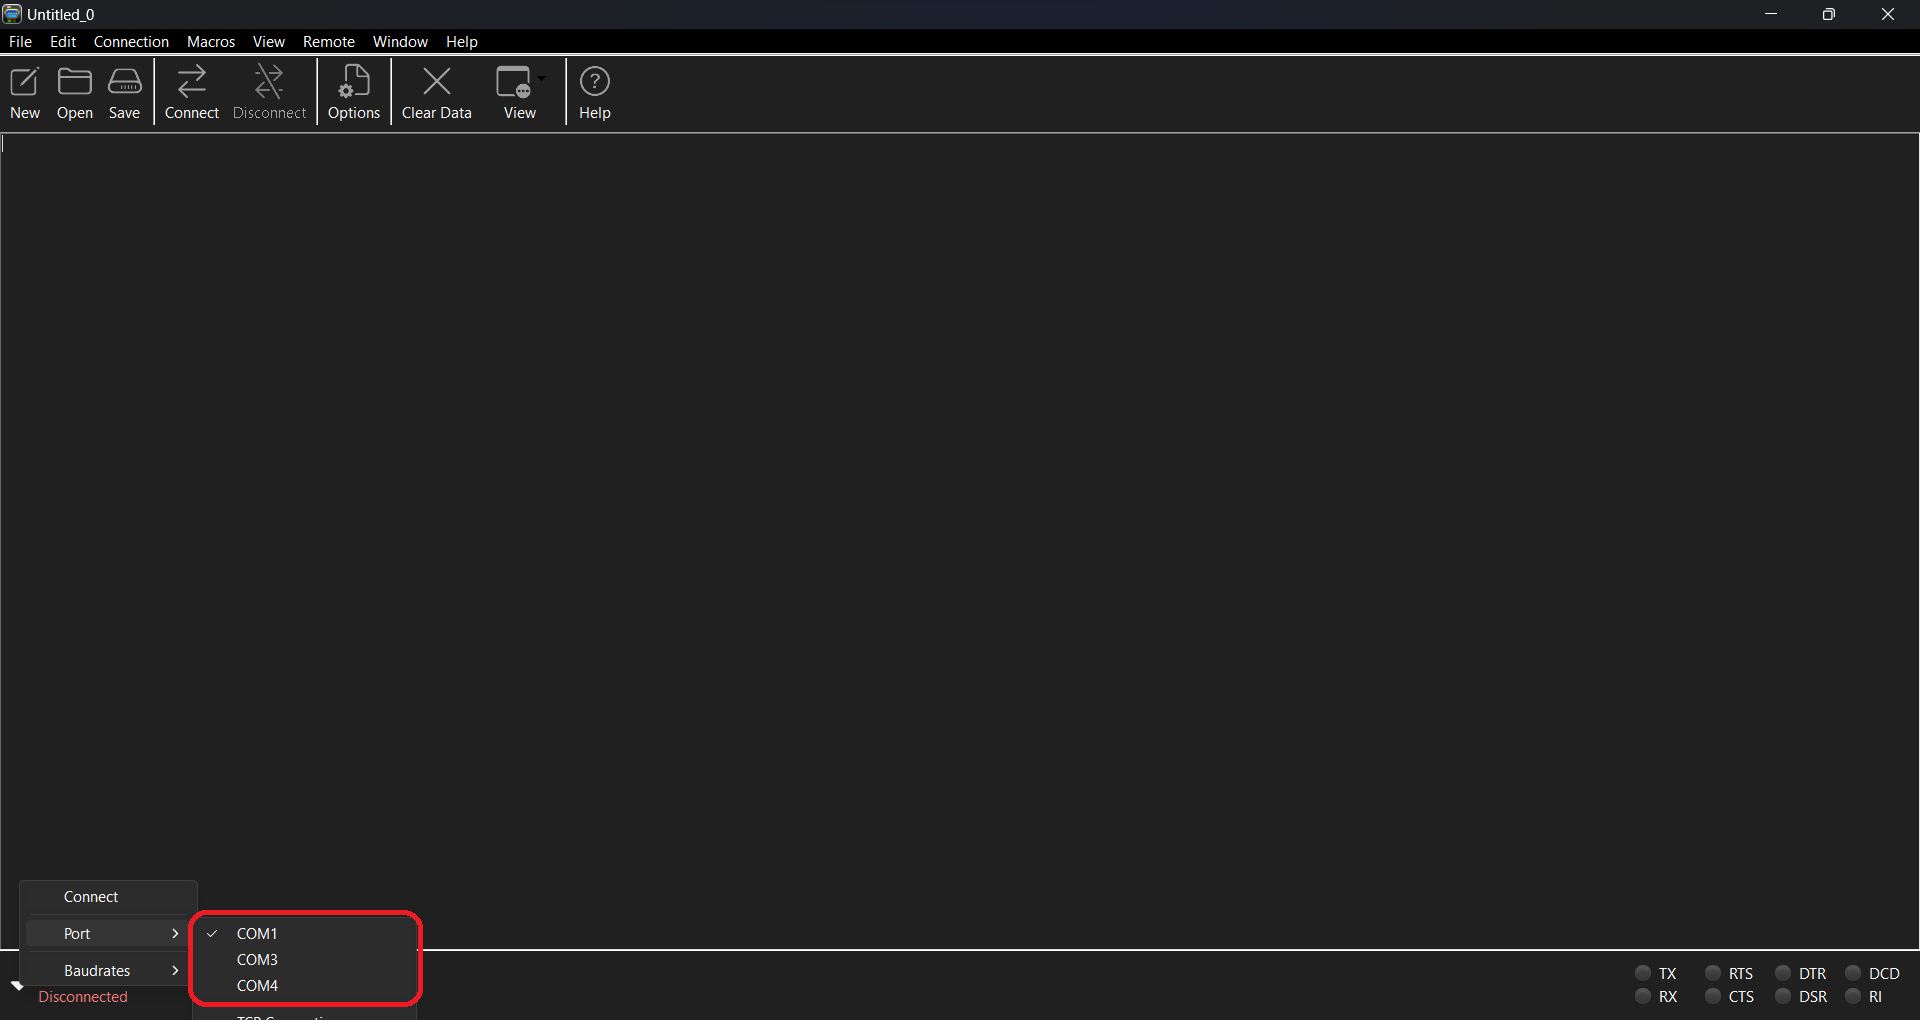 Untitled_0
File Edit Connection Macros View Remote Window Help
New Open Save Connect Disconnect Options Clear Data View Help
Connect
Port
COM1
COM3
Baudrates
COM4
Disconnected
TX RTS DTR DCD
RX CTS DSR RI